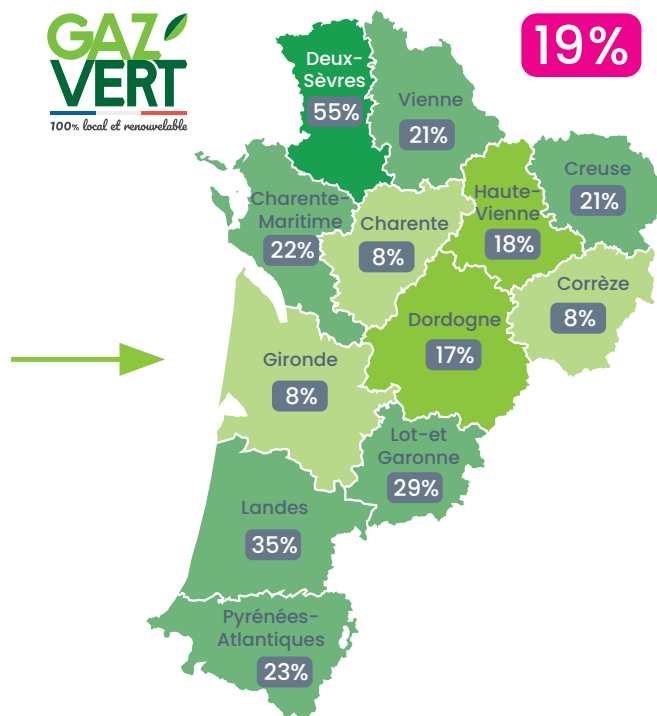 GAZ
VERT
100% local et renouvelable
19%
Deux-
Sèvres
55%
Vienne
21%
Creuse
21%
Haute-
Vienne
18%
Charente-
Maritime
22%
Charente
8%
Corrèze
8%
Dordogne
17%
Gironde
8%
Lot-et
Garonne
29%
Landes
35%
Pyrénées-
Atlantiques
23%